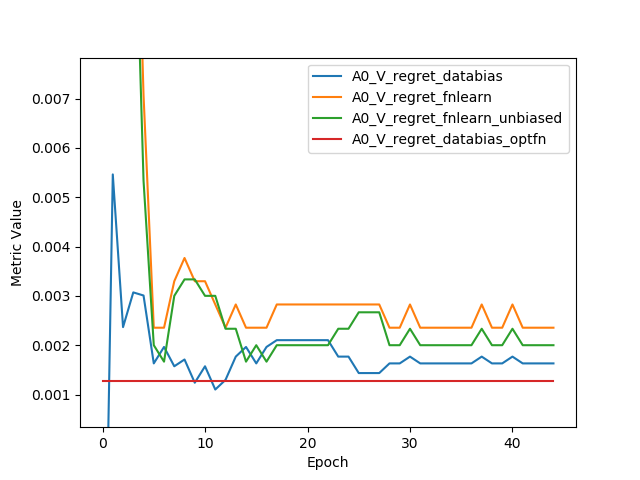 A0_V_regret_databias
A0_V_regret_fnlearn
A0_V_regret_fnlearn_unbiased
A0_V_regret_databias_optfn
0.007
0.006
0.005
0.004
0.003
0.002
0.001
Metric Value
0 10 20 30 40
Epoch